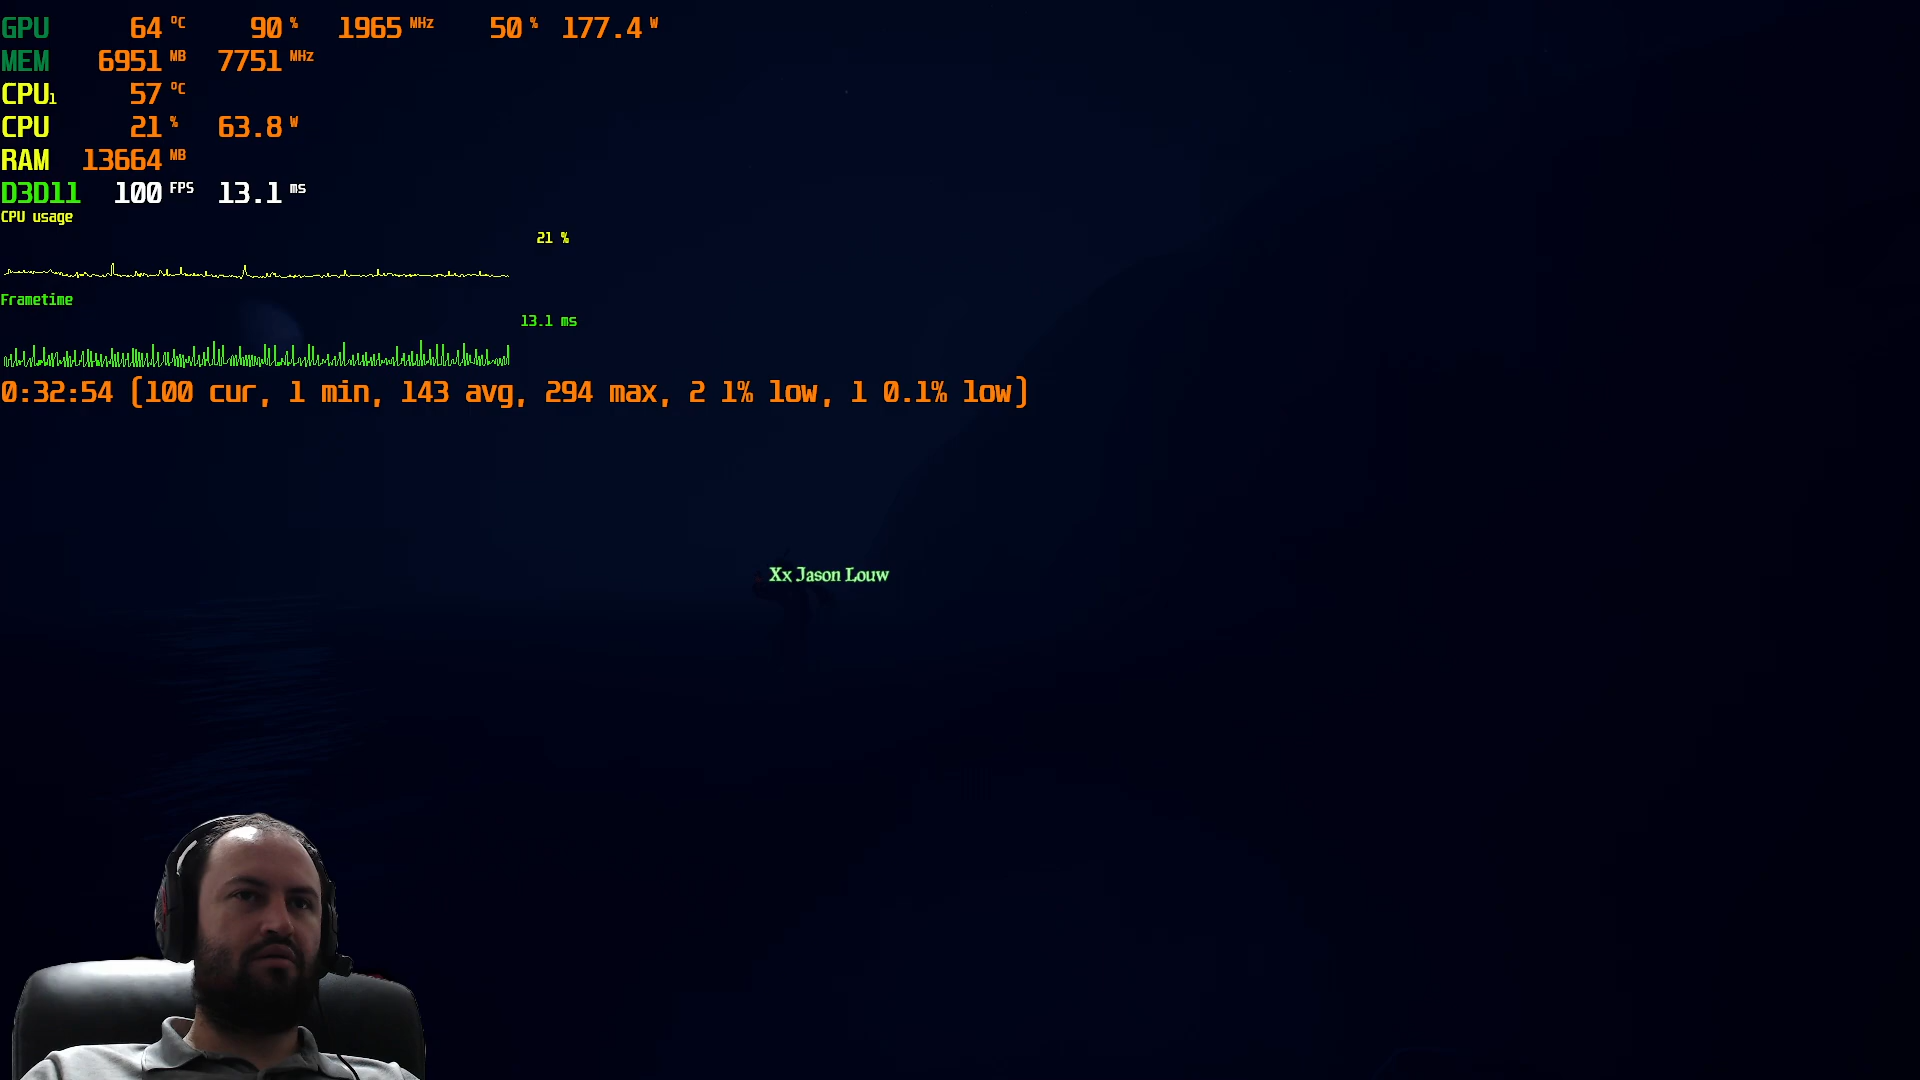 GPU 64 °C 90 % 1965 MHz 50 % 177.4 W
MEM 6951 MB 7751 MHz
CPU1 57 °C
CPU 21 % 63.8 W
RAM 13664 MB
D3D11 100 FPS 13.1 ms
CPU usage
21 %
Frametime
13.1 ms
0:32:54 [100 cur, 1 min, 143 avg, 294 max, 2 1% low, 1 0.1% low]
Xx Jason Louw